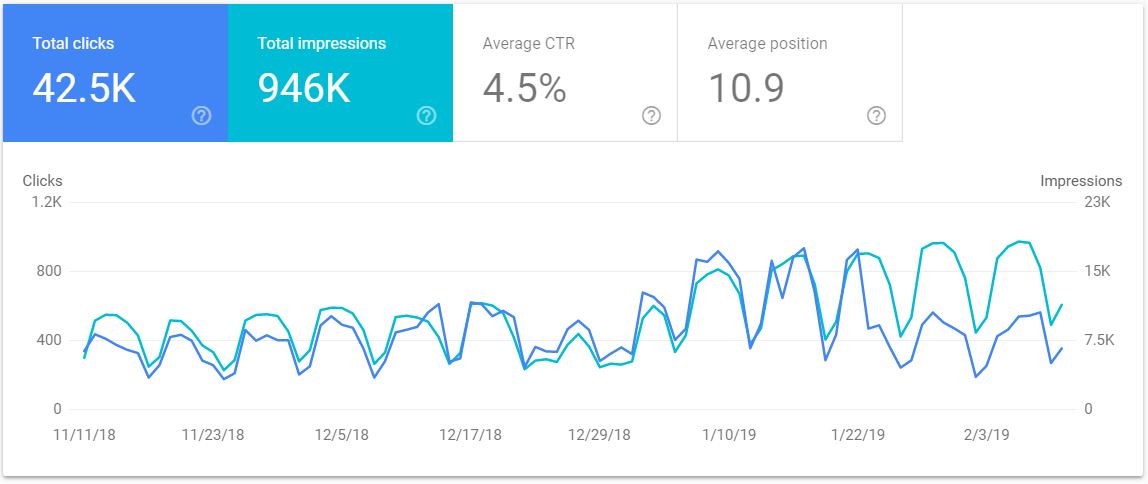 Total clicks
42.5K
?
Total impressions
946K
?
Average CTR
4.5%
?
Average position
10.9
?
Clicks
Impressions
1.2K
23K
800
15K
400
7.5K
0
0
11/11/18
11/23/18
12/5/18
12/17/18
12/29/18
1/10/19
1/22/19
2/3/19